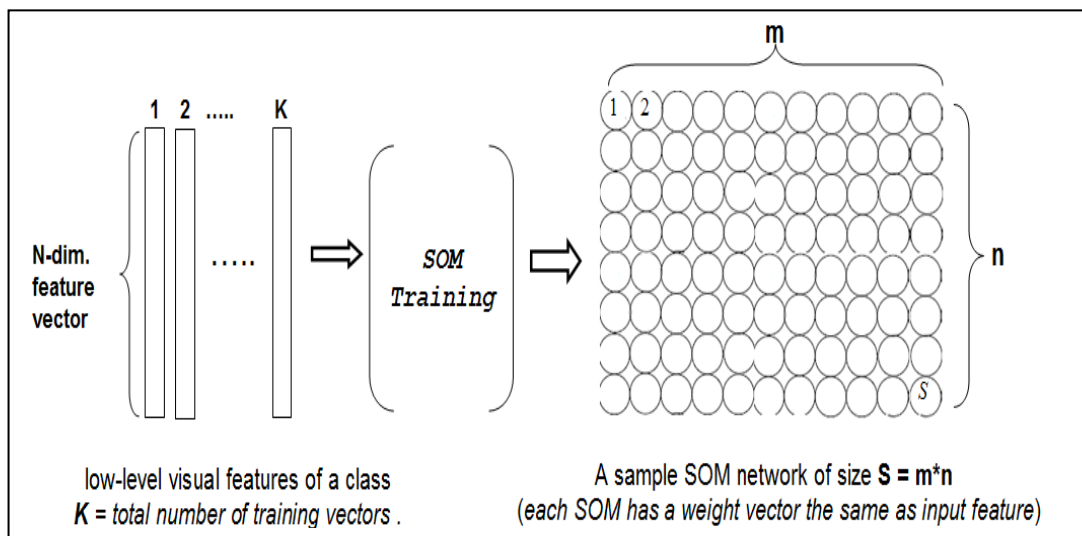 m
1 2 ..... K
1 2
N-dim.
feature
vector
.....
SOM
Training
n
S
low-level visual features of a class
K = total number of training vectors .
A sample SOM network of size S = m*n
(each SOM has a weight vector the same as input feature)